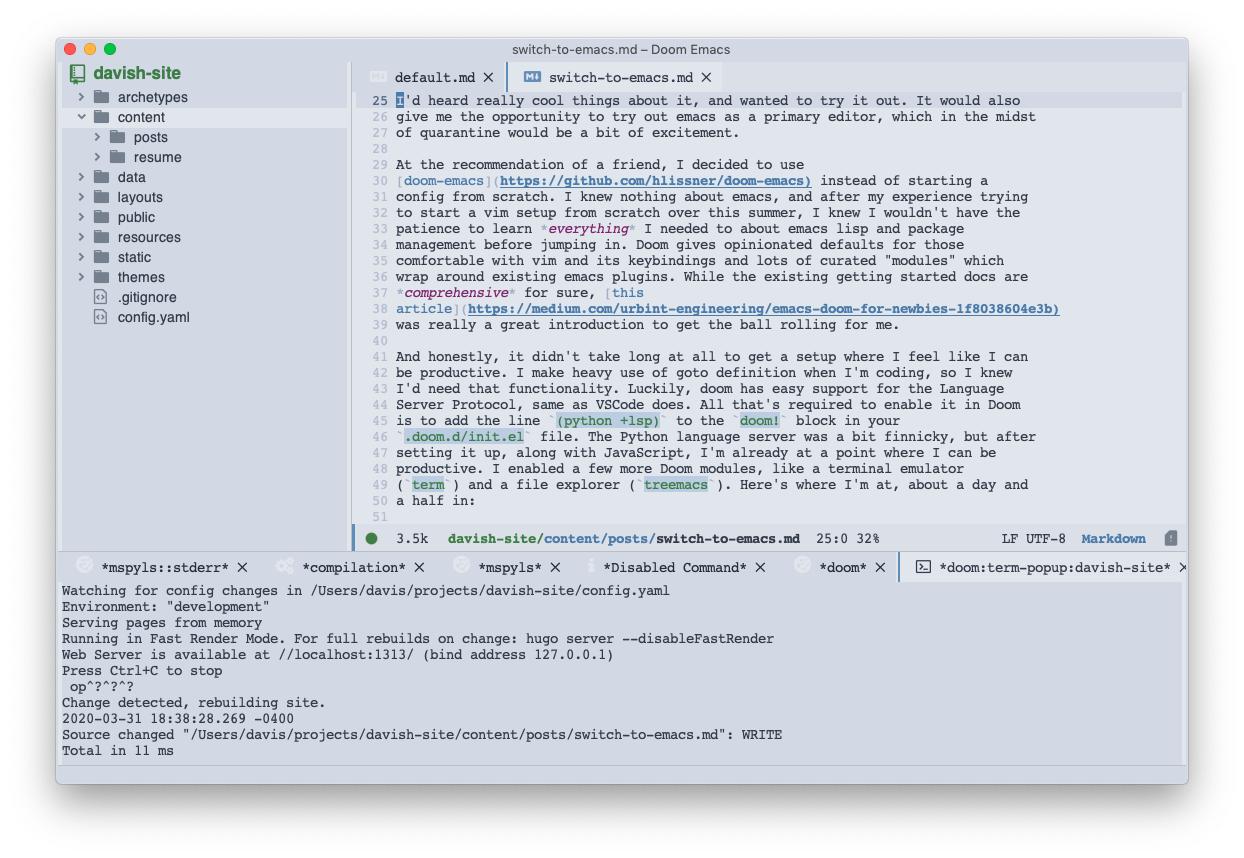 switch-to-emacs.md – Doom Emacs
davish-site
archetypes
content
posts
resume
data
layouts
public
resources
static
themes
.gitignore
config.yaml
default.md
switch-to-emacs.md
25 I'd heard really cool things about it, and wanted to try it out. It would also
26 give me the opportunity to try out emacs as a primary editor, which in the midst
27 of quarantine would be a bit of excitement.
28
29 At the recommendation of a friend, I decided to use
30 [doom-emacs](https://github.com/hlissner/doom-emacs) instead of starting a
31 config from scratch. I knew nothing about emacs, and after my experience trying
32 to start a vim setup from scratch over this summer, I knew I wouldn't have the
33 patience to learn *everything* I needed to about emacs lisp and package
34 management before jumping in. Doom gives opinionated defaults for those
35 comfortable with vim and its keybindings and lots of curated "modules" which
36 wrap around existing emacs plugins. While the existing getting started docs are
37 *comprehensive* for sure, [this
38 article](https://medium.com/urbint-engineering/emacs-doom-for-newbies-1f8038604e3b)
39 was really a great introduction to get the ball rolling for me.
40
41 And honestly, it didn't take long at all to get a setup where I feel like I can
42 be productive. I make heavy use of goto definition when I'm coding, so I knew
43 I'd need that functionality. Luckily, doom has easy support for the Language
44 Server Protocol, same as VSCode does. All that's required to enable it in Doom
45 is to add the line `(python +lsp)` to the `doom!` block in your
46 `.doom.d/init.el` file. The Python language server was a bit finnicky, but after
47 setting it up, along with JavaScript, I'm already at a point where I can be
48 productive. I enabled a few more Doom modules, like a terminal emulator
49 (`term`) and a file explorer (`treemacs`). Here's where I'm at, about a day and
50 a half in:
51
3.5k davish-site/content/posts/switch-to-emacs.md 25:0 32% LF UTF-8 Markdown
*mspyls::stderr* *compilation* *mspyls* *Disabled Command* *doom* *doom:term-popup:davish-site*
Watching for config changes in /Users/davis/projects/davish-site/config.yaml
Environment: "development"
Serving pages from memory
Running in Fast Render Mode. For full rebuilds on change: hugo server --disableFastRender
Web Server is available at //localhost:1313/ (bind address 127.0.0.1)
Press Ctrl+C to stop
op^?^?^?
Change detected, rebuilding site.
2020-03-31 18:38:28.269 -0400
Source changed "/Users/davis/projects/davish-site/content/posts/switch-to-emacs.md": WRITE
Total in 11 ms